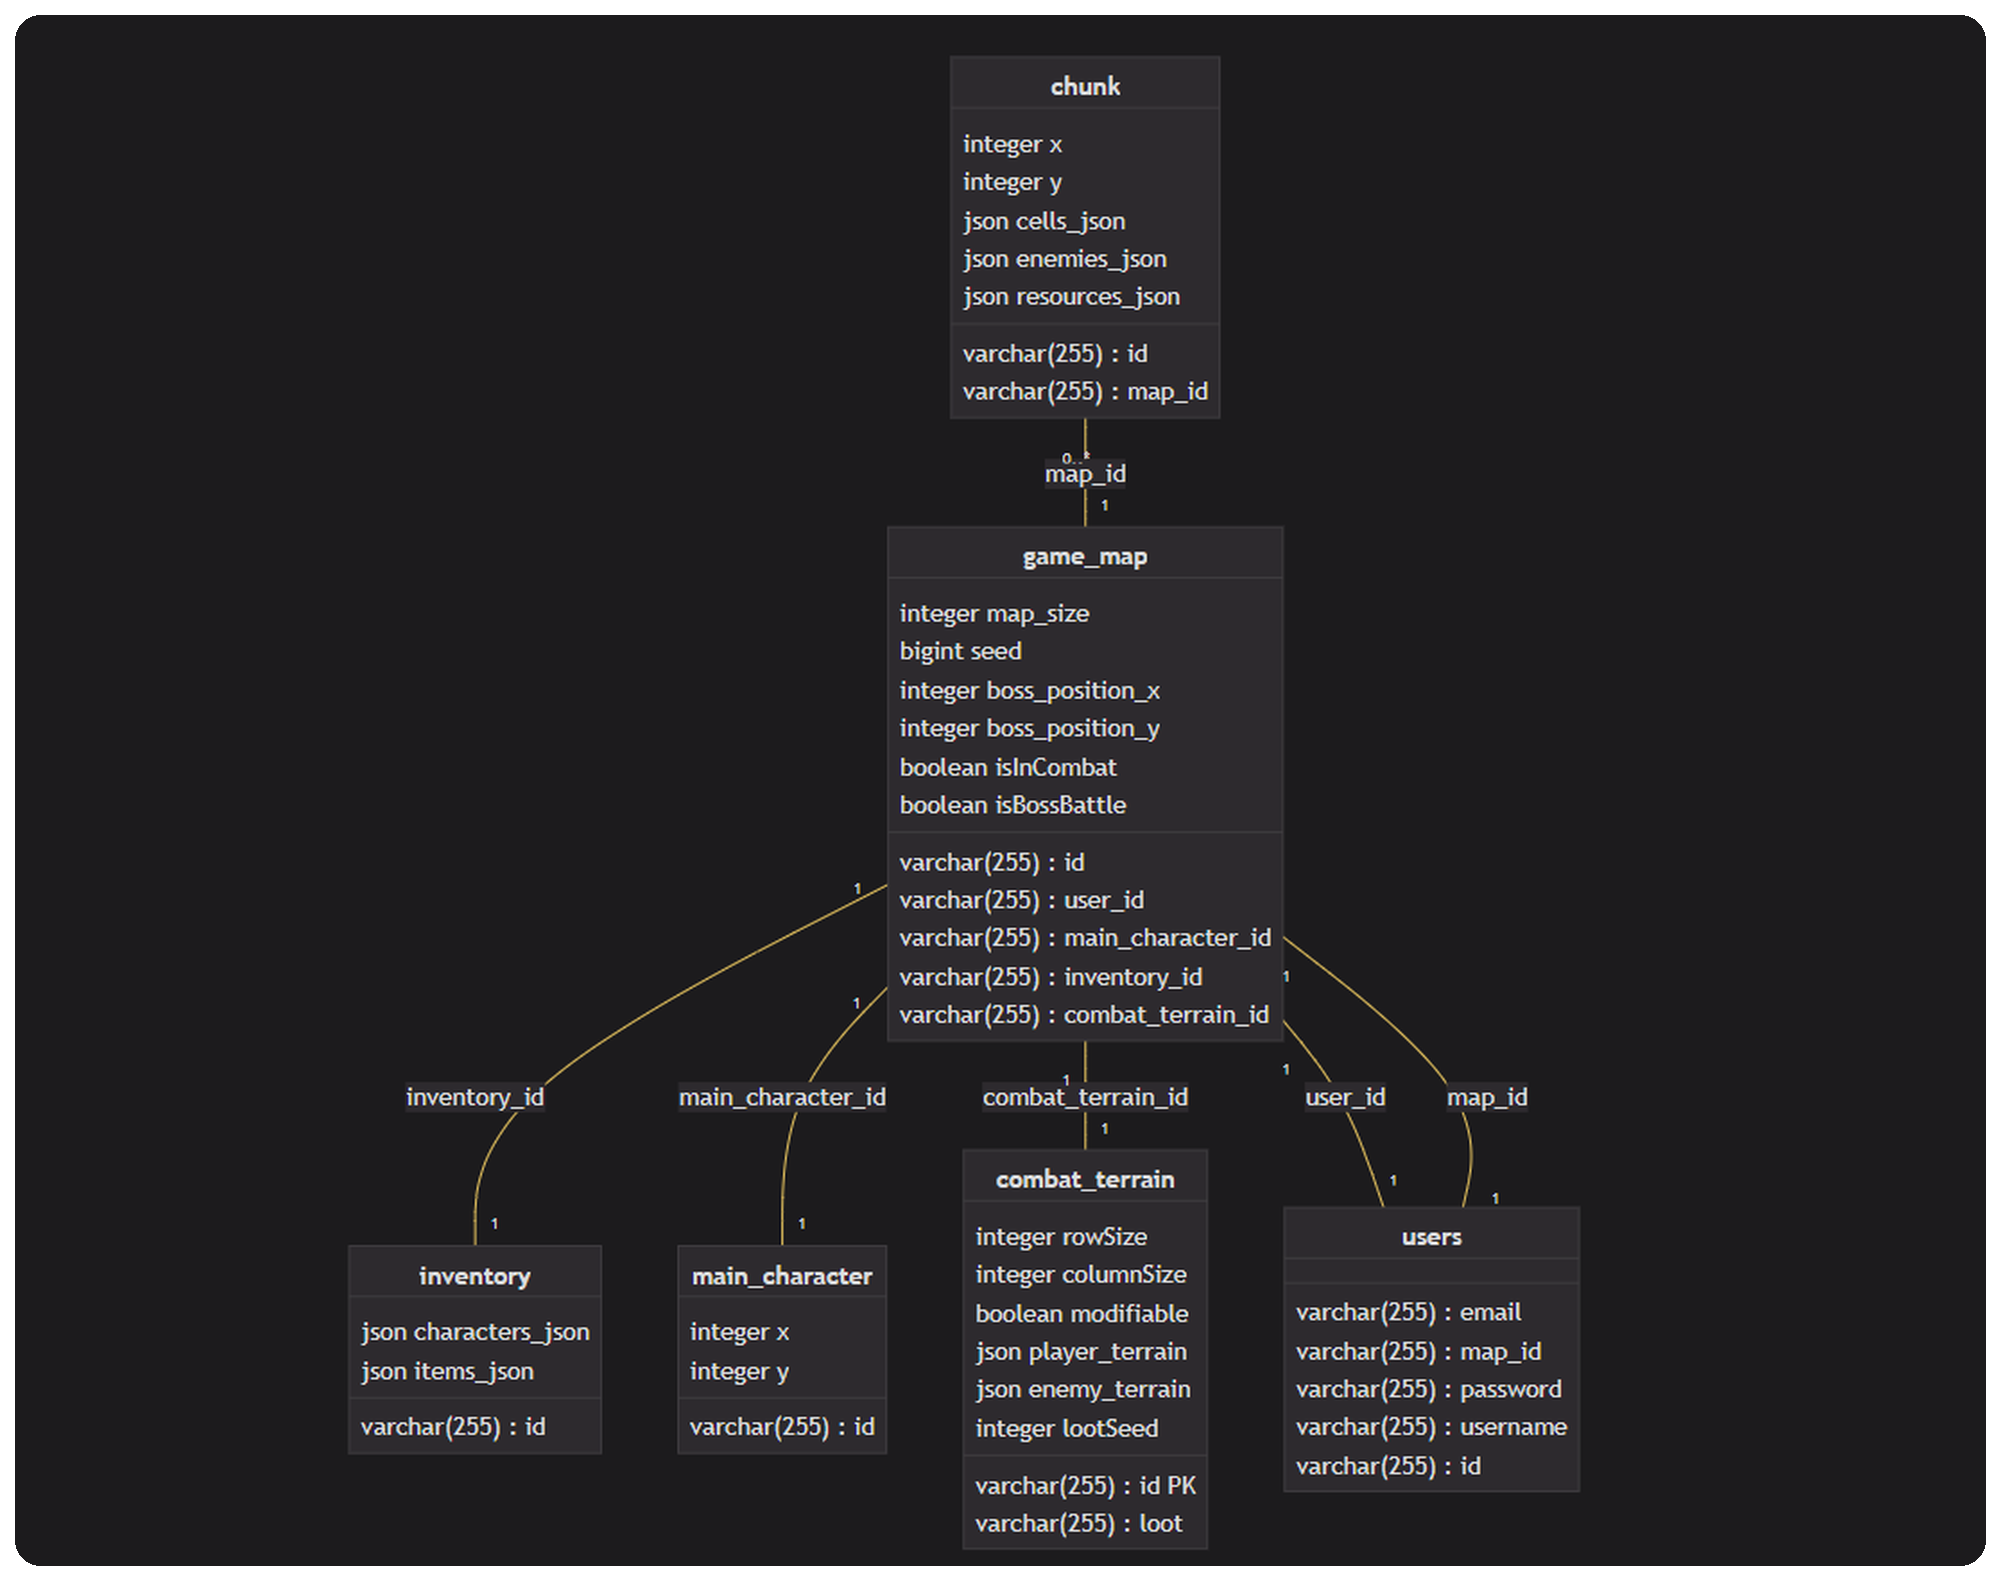 chunk
integer x
integer y
json cells_json
json enemies_json
json resources_json
varchar(255) : id
varchar(255) : map_id
0..*
map_id
1
game_map
integer map_size
bigint seed
integer boss_position_x
integer boss_position_y
boolean isInCombat
boolean isBossBattle
varchar(255) : id
varchar(255) : user_id
varchar(255) : main_character_id
varchar(255) : inventory_id
varchar(255) : combat_terrain_id
1
1
1
1
1
inventory_id
main_character_id
combat_terrain_id
user_id
map_id
1
1
1
1
1
inventory
json characters_json
json items_json
varchar(255) : id
main_character
integer x
integer y
varchar(255) : id
combat_terrain
integer rowSize
integer columnSize
boolean modifiable
json player_terrain
json enemy_terrain
integer lootSeed
varchar(255) : id PK
varchar(255) : loot
users
varchar(255) : email
varchar(255) : map_id
varchar(255) : password
varchar(255) : username
varchar(255) : id